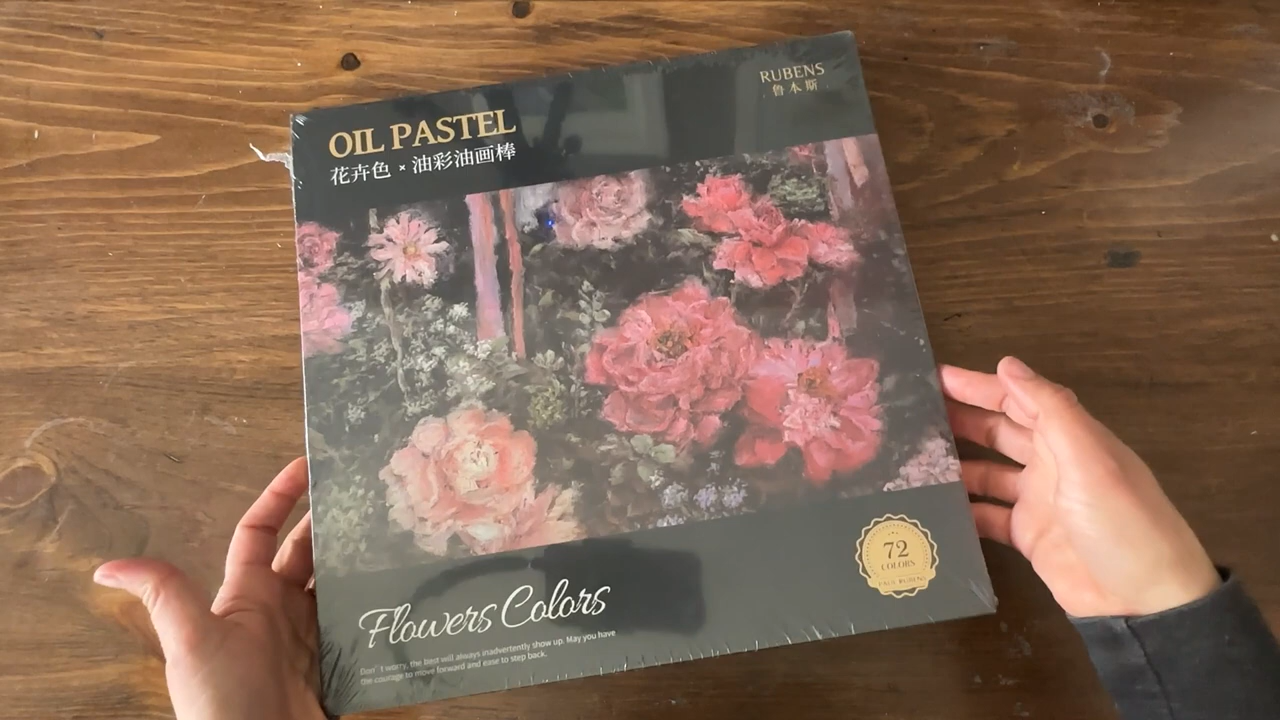 OIL PASTEL
花卉色 × 油彩油画棒
RUBENS
鲁本斯
72
COLORS
PAUL RUBENS
Flowers Colors
Don't worry, the best will always inadvertently show up. May you have
the courage to move forward and ease to step back.